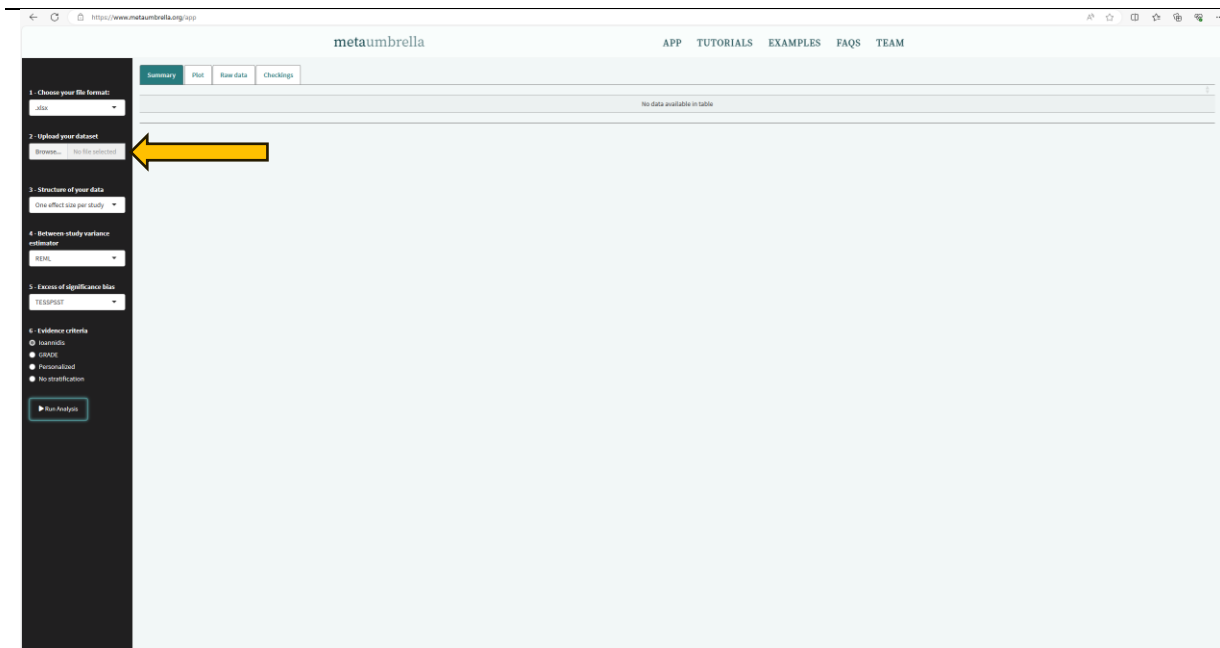 https://www.metaumbrella.org/app
metaumbrella
APP TUTORIALS EXAMPLES FAQS TEAM
Summary Plot Raw data Checkings
No data available in table
1 - Choose your file format:
.xlsx
2 - Upload your dataset
Browse... No file selected
3 - Structure of your data
One effect size per study
4 - Between-study variance
estimator
REML
5 - Excess of significance bias
TESSPSST
6 - Evidence criteria
Ioannidis
GRADE
Personalized
No stratification
Run Analysis